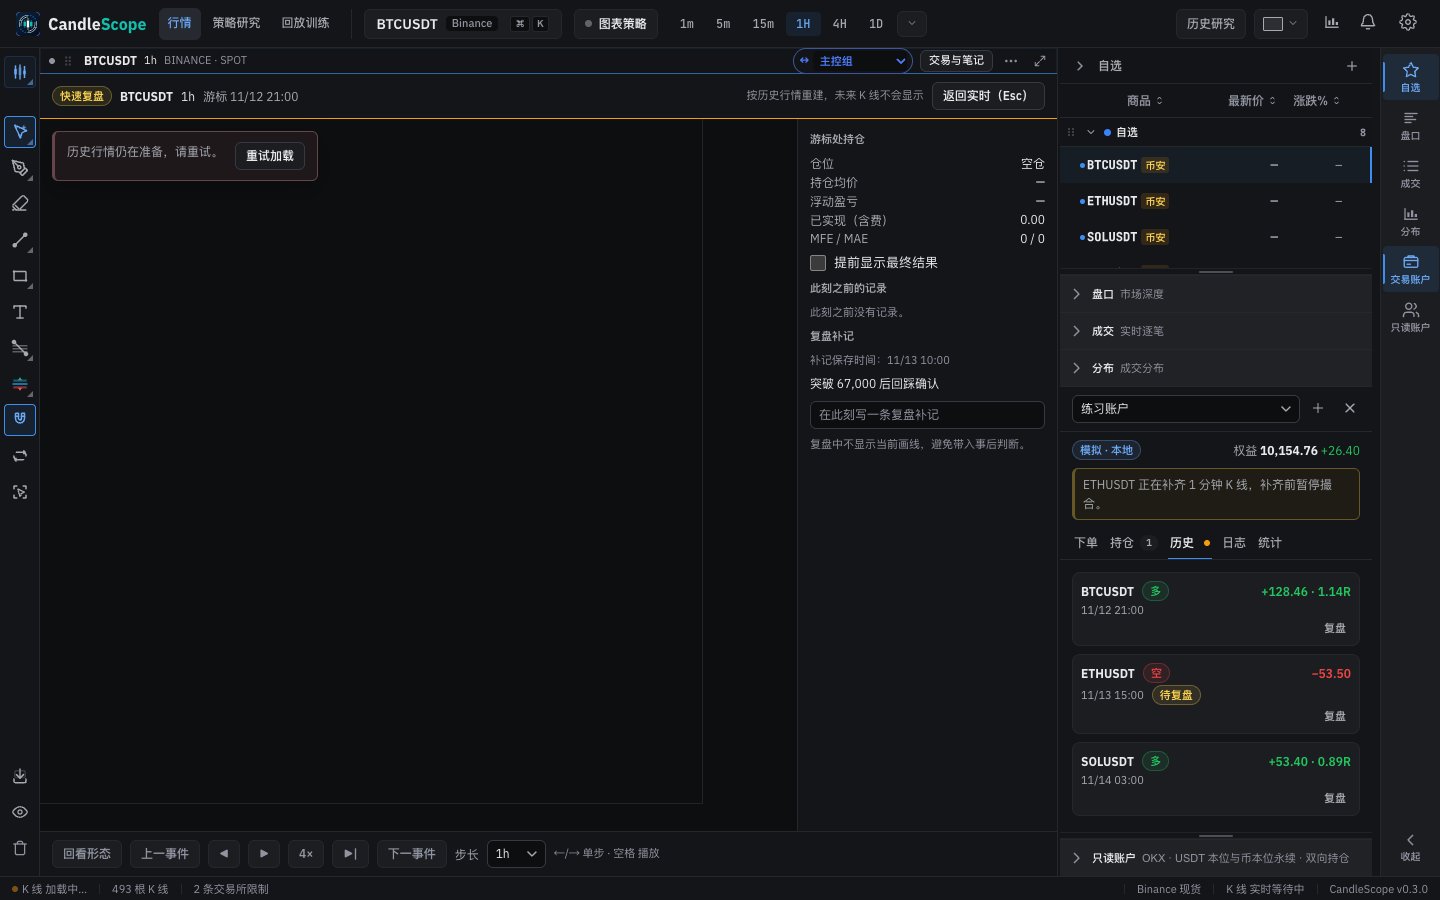 CandleScope 行情 策略研究 回放训练 BTCUSDT Binance ⌘ K 图表策略 1m 5m 15m 1H 4H 1D 历史研究
BTCUSDT 1h BINANCE · SPOT 主控组 交易与笔记
快速复盘 BTCUSDT 1h 游标 11/12 21:00 按历史行情重建，未来 K 线不会显示 返回实时（Esc）
历史行情仍在准备，请重试。 重试加载
游标处持仓
仓位 空仓
持仓均价 —
浮动盈亏 —
已实现（含费） 0.00
MFE / MAE 0 / 0
提前显示最终结果
此刻之前的记录
此刻之前没有记录。
复盘补记
补记保存时间：11/13 10:00
突破 67,000 后回踩确认
在此刻写一条复盘补记
复盘中不显示当前画线，避免带入事后判断。
回看形态 上一事件 4× 下一事件 步长 1h ←/→ 单步 · 空格 播放
自选
商品 最新价 涨跌%
自选 8
BTCUSDT 币安 — —
ETHUSDT 币安 — —
SOLUSDT 币安 — —
盘口 市场深度
成交 实时逐笔
分布 成交分布
练习账户
模拟 · 本地 权益 10,154.76 +26.40
ETHUSDT 正在补齐 1 分钟 K 线，补齐前暂停撮
合。
下单 持仓 1 历史 日志 统计
BTCUSDT 多 +128.46 · 1.14R
11/12 21:00
复盘
ETHUSDT 空 −53.50
11/13 15:00 待复盘
复盘
SOLUSDT 多 +53.40 · 0.89R
11/14 03:00
复盘
只读账户 OKX · USDT 本位与币本位永续 · 双向持仓
自选
盘口
成交
分布
交易账户
只读账户
收起
K 线 加载中... 493 根 K 线 2 条交易所限制 Binance 现货 K 线 实时等待中 CandleScope v0.3.0